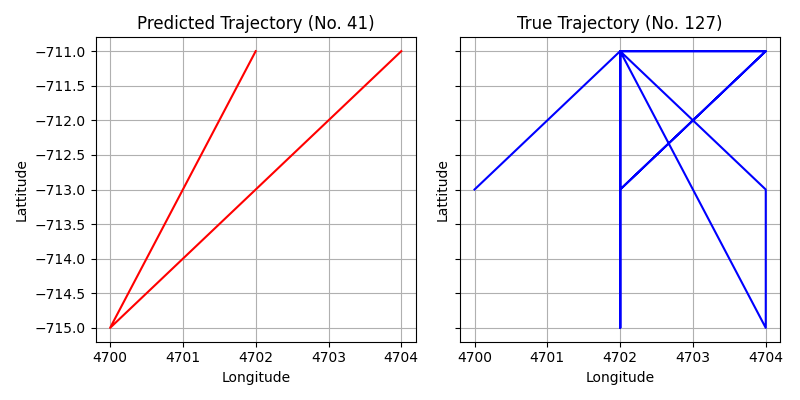 Predicted Trajectory (No. 41)
−711.0
−711.5
−712.0
−712.5
−713.0
−713.5
−714.0
−714.5
−715.0
Lattitude
4700 4701 4702 4703 4704
Longitude
True Trajectory (No. 127)
Lattitude
4700 4701 4702 4703 4704
Longitude